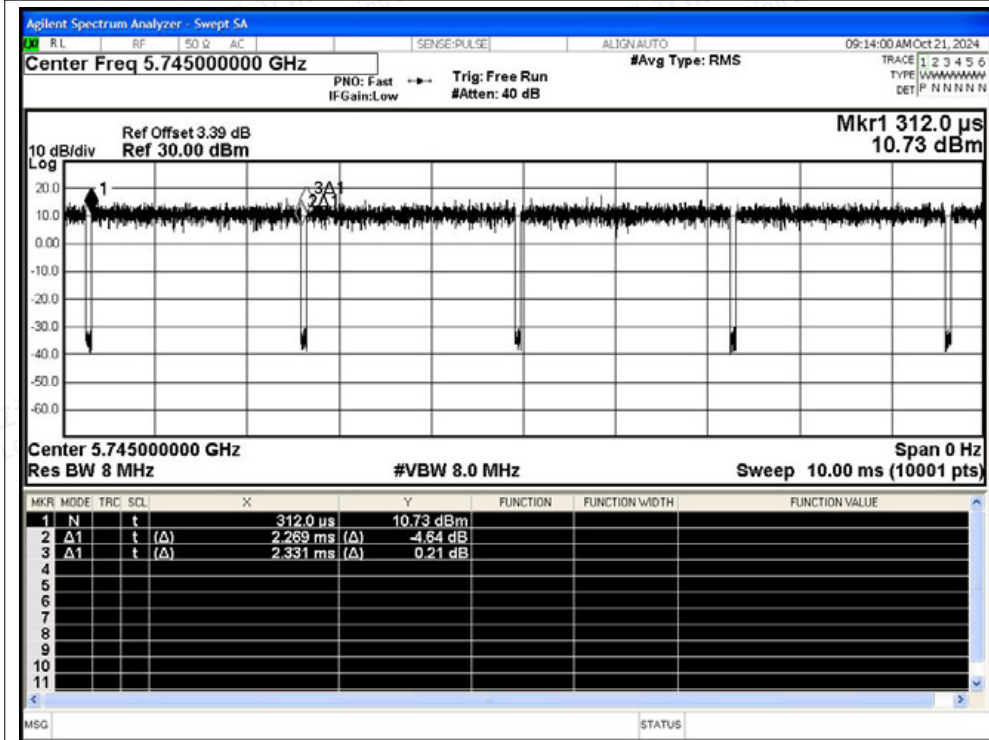 Agilent Spectrum Analyzer - Swept SA
LXI RL RF 50 Ω AC SENSE:PULSE ALIGN AUTO 09:14:00 AM Oct 21, 2024
Center Freq 5.745000000 GHz #Avg Type: RMS TRACE 1 2 3 4 5 6
PNO: Fast Trig: Free Run TYPE WWWWWW
IFGain:Low #Atten: 40 dB DET P N N N N N
Mkr1 312.0 µs
Ref Offset 3.39 dB
10 dB/div Ref 30.00 dBm 10.73 dBm
Log
20.0
1
3Δ1
2Δ1
10.0
0.00
-10.0
-20.0
-30.0
-40.0
-50.0
-60.0
Center 5.745000000 GHz Span 0 Hz
Res BW 8 MHz #VBW 8.0 MHz Sweep 10.00 ms (10001 pts)
MKR MODE TRC SCL X Y FUNCTION FUNCTION WIDTH FUNCTION VALUE
1 N t 312.0 µs 10.73 dBm
2 Δ1 t (Δ) 2.269 ms (Δ) -4.64 dB
3 Δ1 t (Δ) 2.331 ms (Δ) 0.21 dB
4
5
6
7
8
9
10
11
MSG STATUS